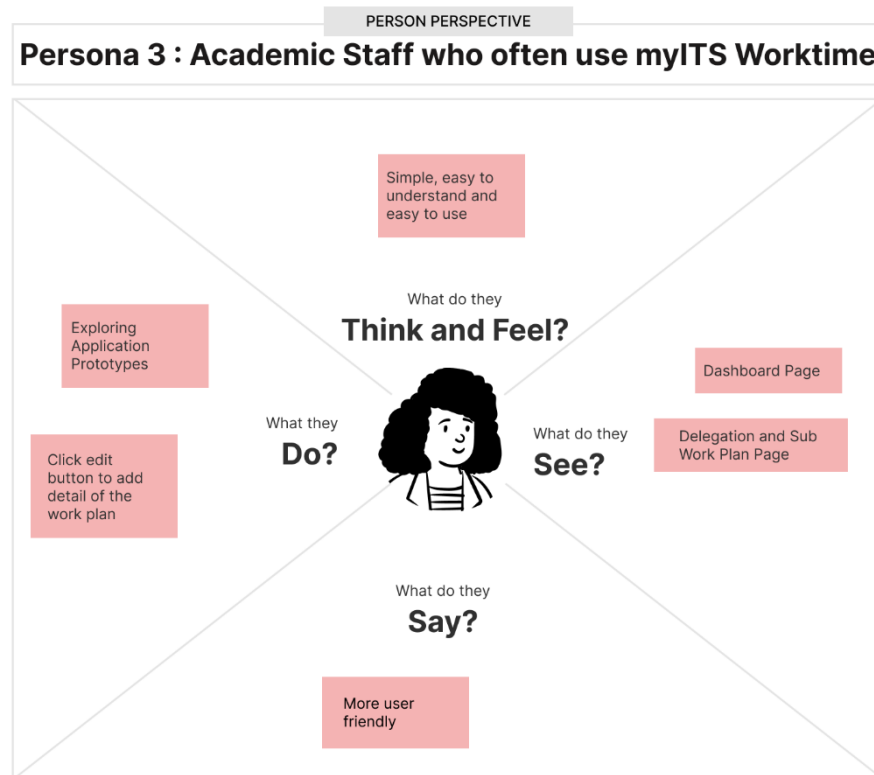 PERSON PERSPECTIVE
Persona 3 : Academic Staff who often use myITS Worktime
Simple, easy to
understand and
easy to use
What do they
Think and Feel?
Exploring
Application
Prototypes
Click edit
button to add
detail of the
work plan
What they
Do?
What do they
See?
Dashboard Page
Delegation and Sub
Work Plan Page
What do they
Say?
More user
friendly